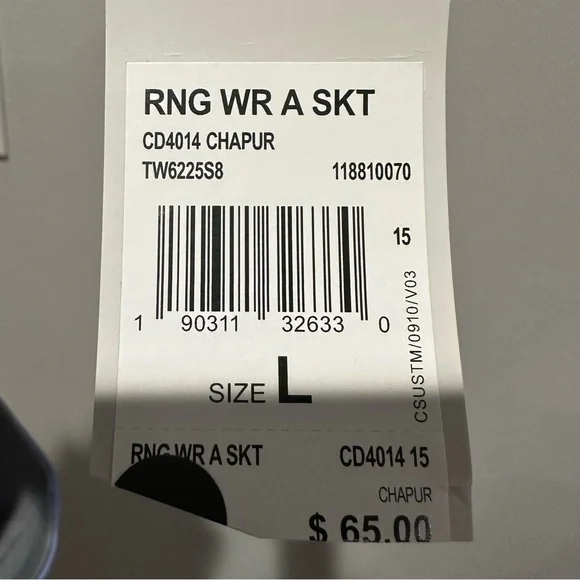 RNG WR A SKT
CD4014 CHAPUR
TW6225S8 118810070
15
1 90311 32633 0
CSUSTM/0910/V03
SIZE L
RNG WR A SKT CD4014 15
CHAPUR
$ 65.00